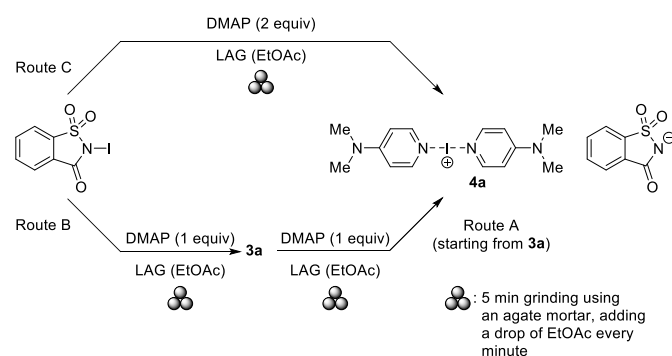 DMAP (2 equiv)
LAG (EtOAc)
Route C
O
O
S
N
I
O
Me
N
Me
N
I
⊕
N
Me
N
Me
4a
O
O
S
N
⊖
O
Route B
DMAP (1 equiv)
3a
DMAP (1 equiv)
LAG (EtOAc)
LAG (EtOAc)
Route A
(starting from 3a)
: 5 min grinding using
an agate mortar, adding
a drop of EtOAc every
minute